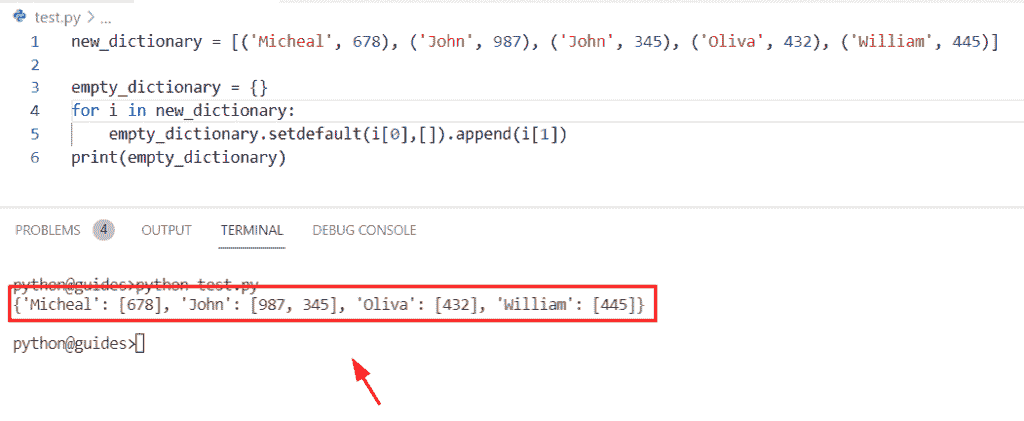 test.py > ...
1 new_dictionary = [('Micheal', 678), ('John', 987), ('John', 345), ('Oliva', 432), ('William', 445)]
2
3 empty_dictionary = {}
4 for i in new_dictionary:
5     empty_dictionary.setdefault(i[0],[]).append(i[1])
6 print(empty_dictionary)
PROBLEMS 4 OUTPUT TERMINAL DEBUG CONSOLE
python@guides>python test.py
{'Micheal': [678], 'John': [987, 345], 'Oliva': [432], 'William': [445]}
python@guides>